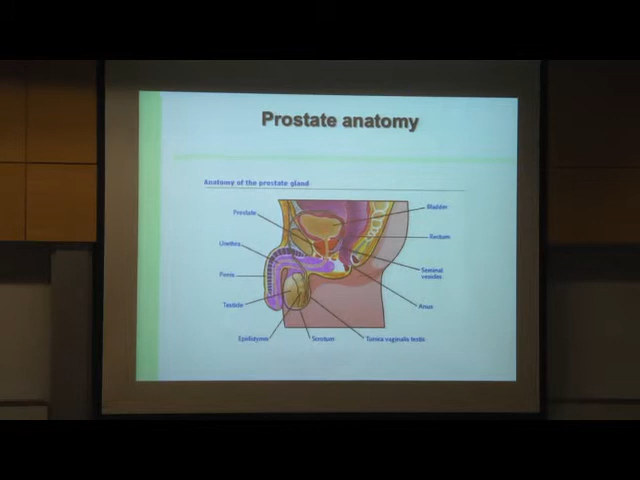 Prostate anatomy
Anatomy of the prostate gland
Prostate
Bladder
Urethra
Rectum
Penis
Seminal
vesicles
Testicle
Anus
Epididymis
Scrotum
Tunica vaginalis testis